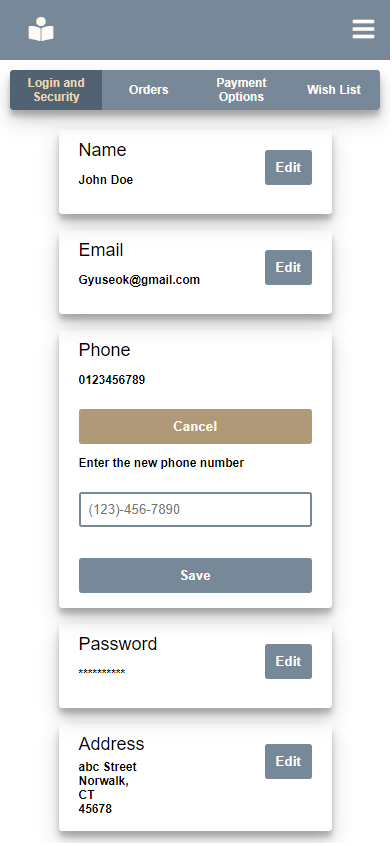 Login and
Security
Orders
Payment
Options
Wish List
Name
John Doe
Edit
Email
Gyuseok@gmail.com
Edit
Phone
0123456789
Cancel
Enter the new phone number
(123)-456-7890
Save
Password
**********
Edit
Address
abc Street
Norwalk,
CT
45678
Edit